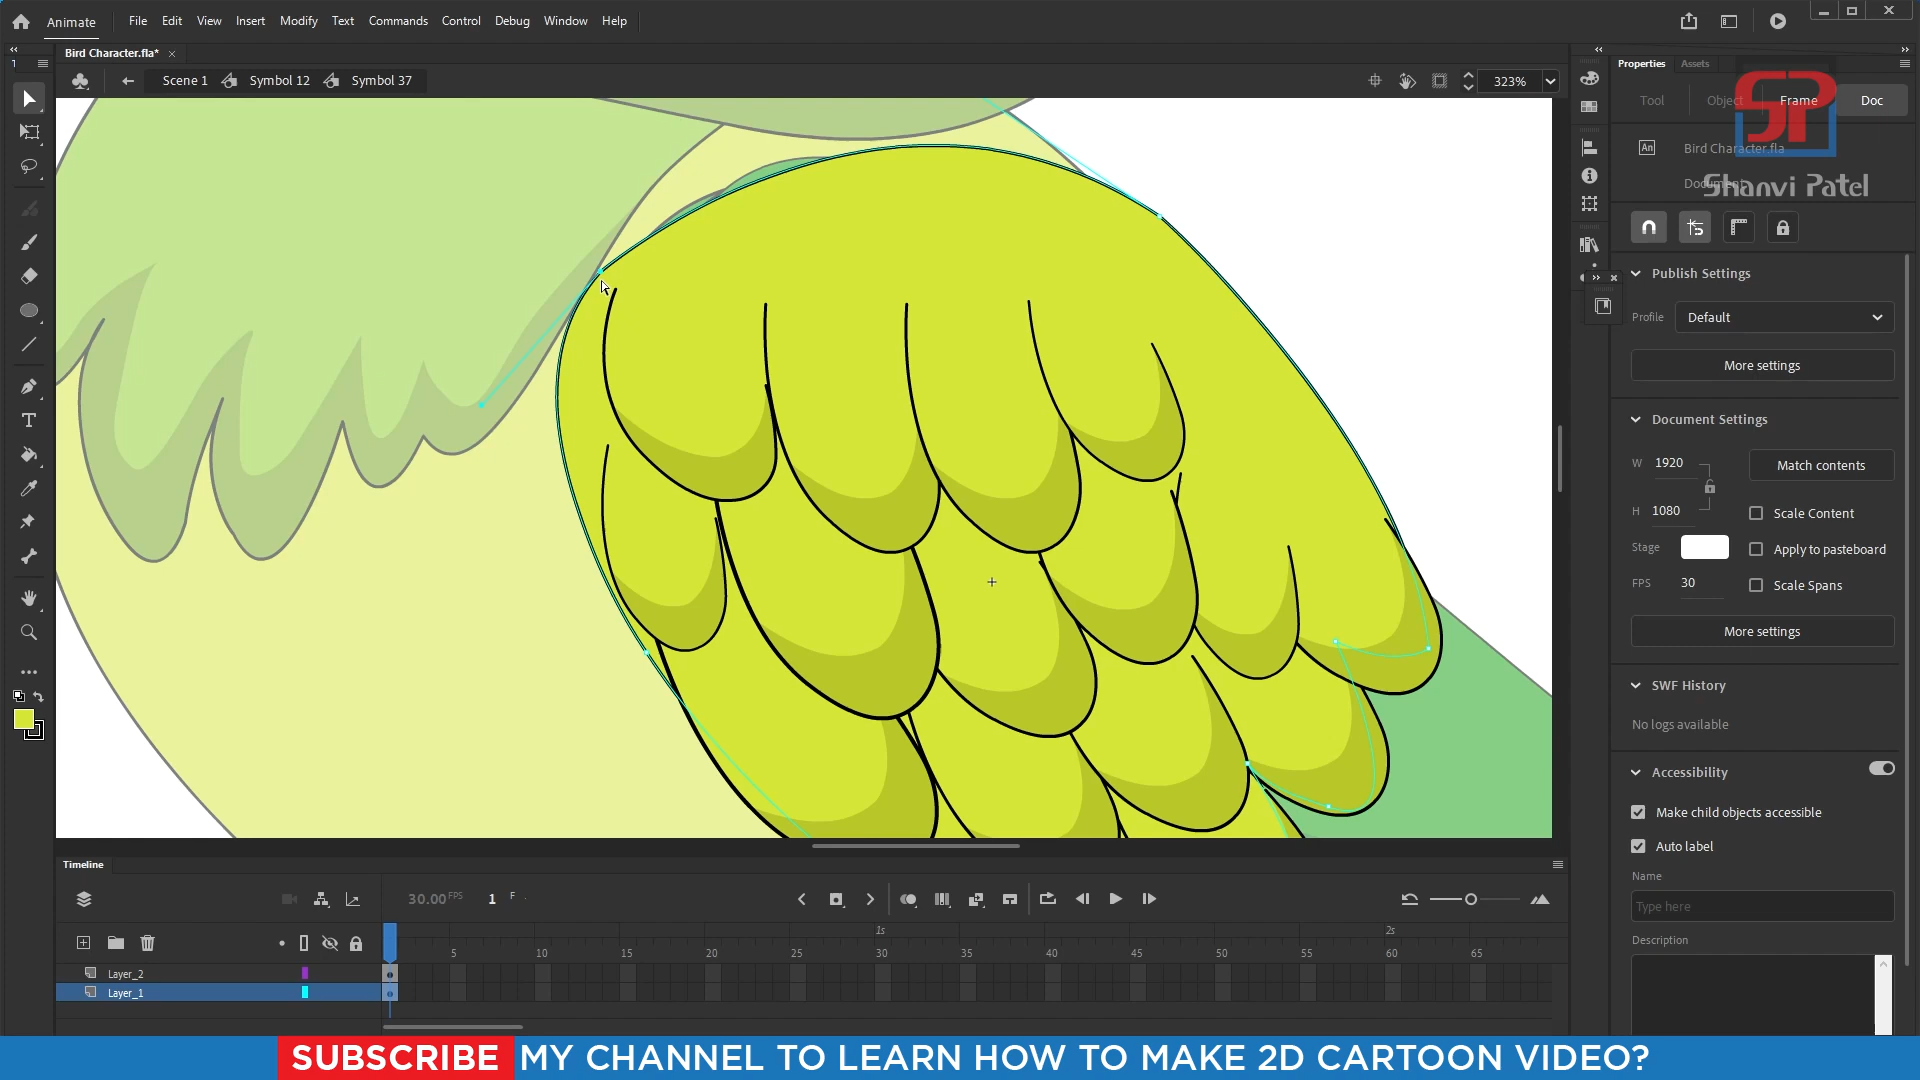 Animate File Edit View Insert Modify Text Commands Control Debug Window Help
Bird Character.fla*
Scene 1 Symbol 12 Symbol 37 323%
Properties Assets
Tool Object Frame Doc
SP
An Bird Character.fla
Document
Shanvi Patel
Publish Settings
Profile Default
More settings
Document Settings
W 1920 Match contents
H 1080 Scale Content
Stage Apply to pasteboard
FPS 30 Scale Spans
More settings
SWF History
No logs available
Accessibility
Make child objects accessible
Auto label
Name
Type here
Description
Timeline
30.00 FPS 1 F
1s 2s
5 10 15 20 25 30 35 40 45 50 55 60 65
Layer_2
Layer_1
SUBSCRIBE MY CHANNEL TO LEARN HOW TO MAKE 2D CARTOON VIDEO?